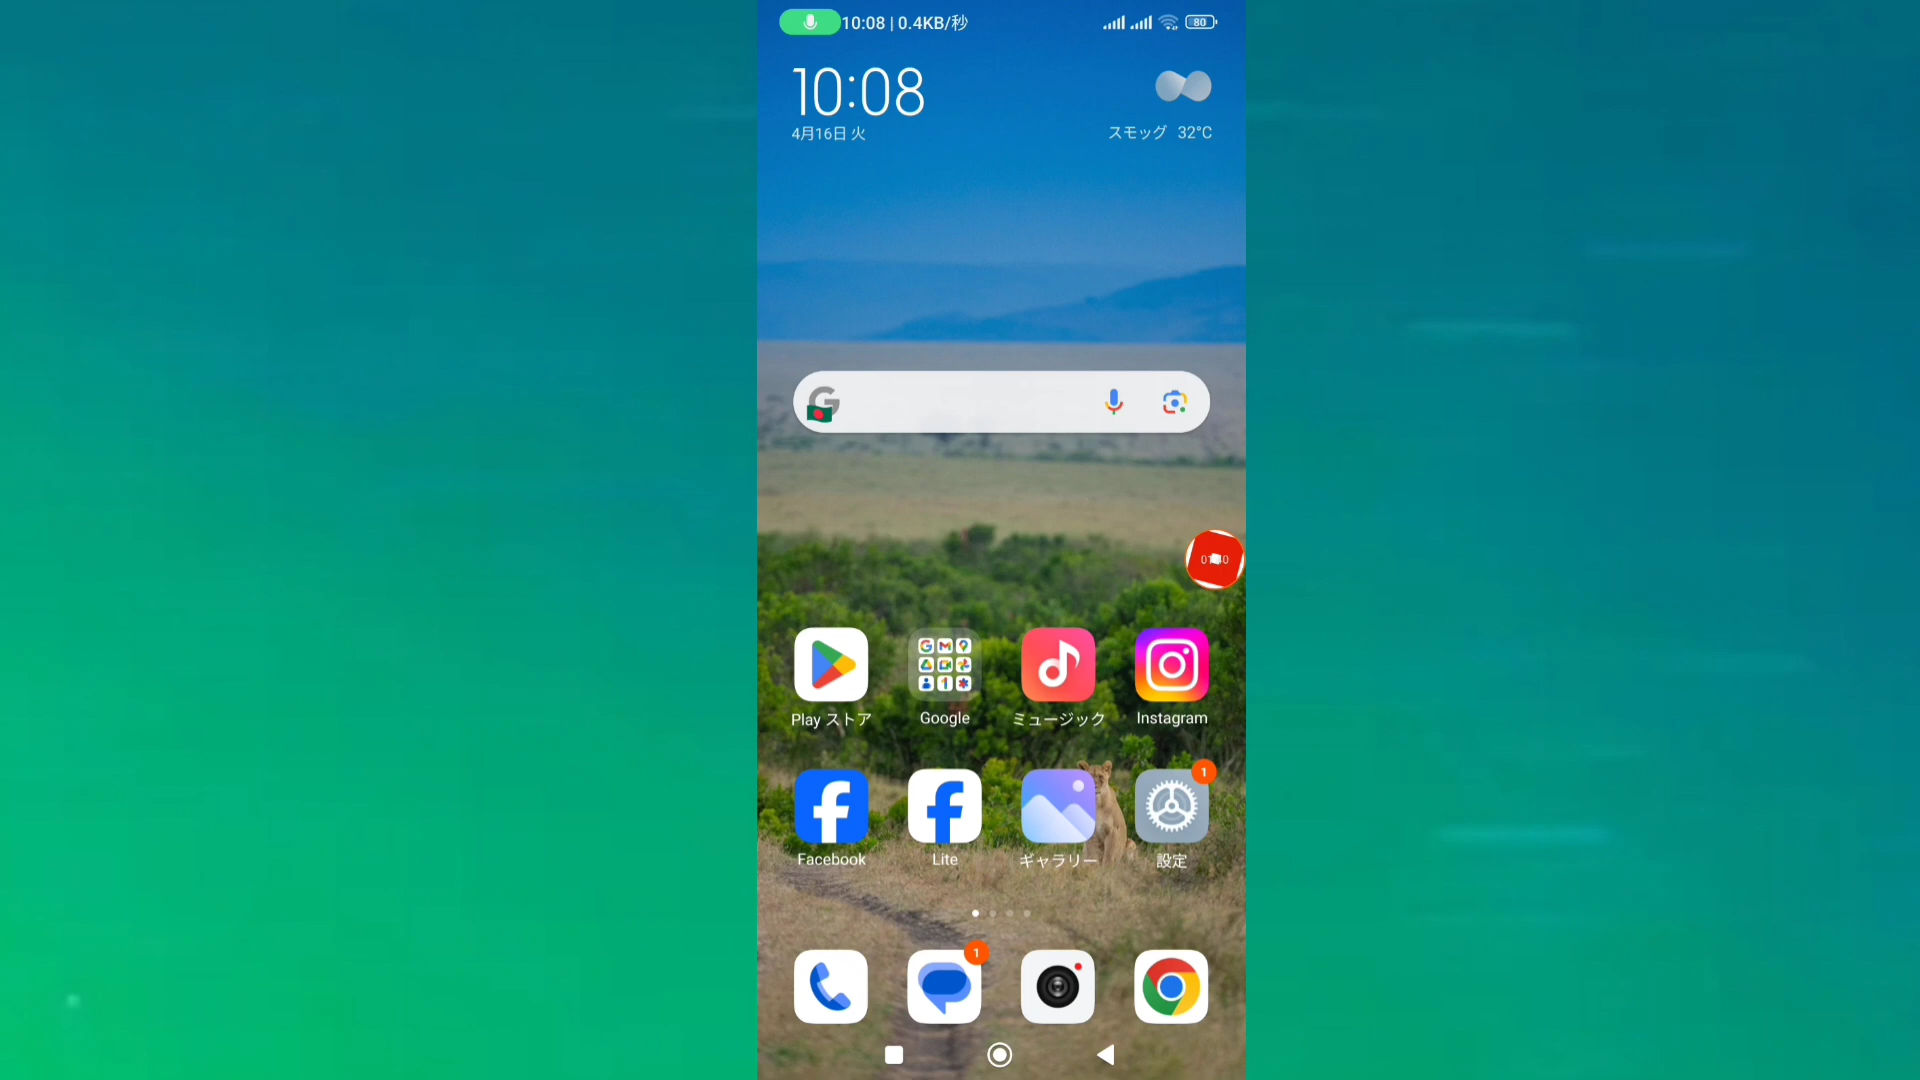 10:08 | 0.4KB/秒
80
10:08
4月16日 火
スモッグ 32°C
Play ストア
Google
ミュージック
Instagram
1
Facebook
Lite
ギャラリー
設定
1